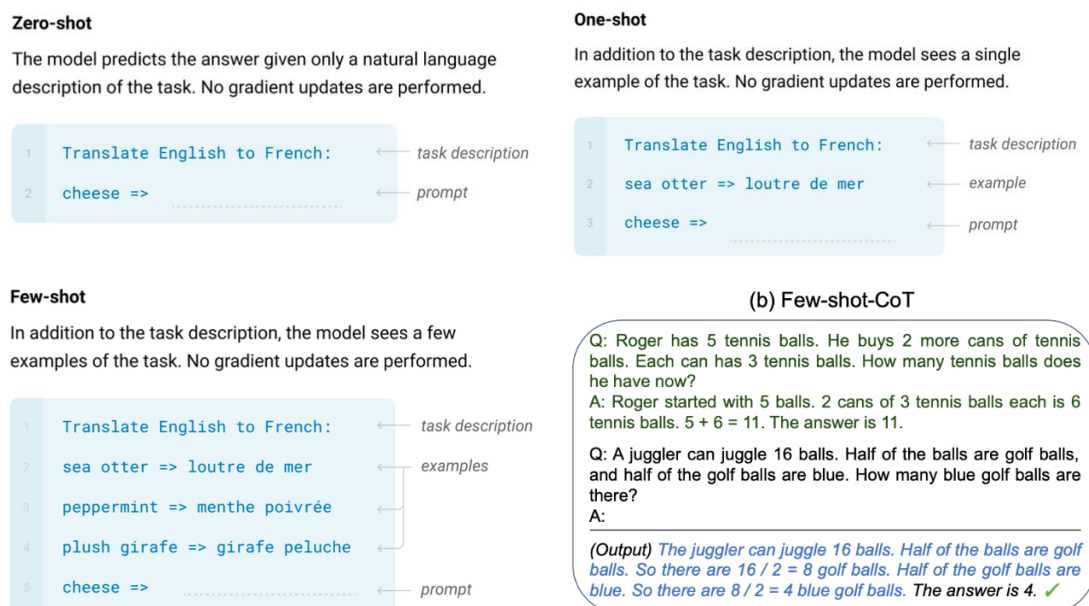 Zero-shot
The model predicts the answer given only a natural language
description of the task. No gradient updates are performed.
1 Translate English to French: task description
2 cheese => prompt
One-shot
In addition to the task description, the model sees a single
example of the task. No gradient updates are performed.
1 Translate English to French: task description
2 sea otter => loutre de mer example
3 cheese => prompt
Few-shot
In addition to the task description, the model sees a few
examples of the task. No gradient updates are performed.
1 Translate English to French: task description
2 sea otter => loutre de mer examples
3 peppermint => menthe poivrée
4 plush girafe => girafe peluche
5 cheese => prompt
(b) Few-shot-CoT
Q: Roger has 5 tennis balls. He buys 2 more cans of tennis
balls. Each can has 3 tennis balls. How many tennis balls does
he have now?
A: Roger started with 5 balls. 2 cans of 3 tennis balls each is 6
tennis balls. 5 + 6 = 11. The answer is 11.
Q: A juggler can juggle 16 balls. Half of the balls are golf balls,
and half of the golf balls are blue. How many blue golf balls are
there?
A:
(Output) The juggler can juggle 16 balls. Half of the balls are golf
balls. So there are 16 / 2 = 8 golf balls. Half of the golf balls are
blue. So there are 8 / 2 = 4 blue golf balls. The answer is 4. ✓